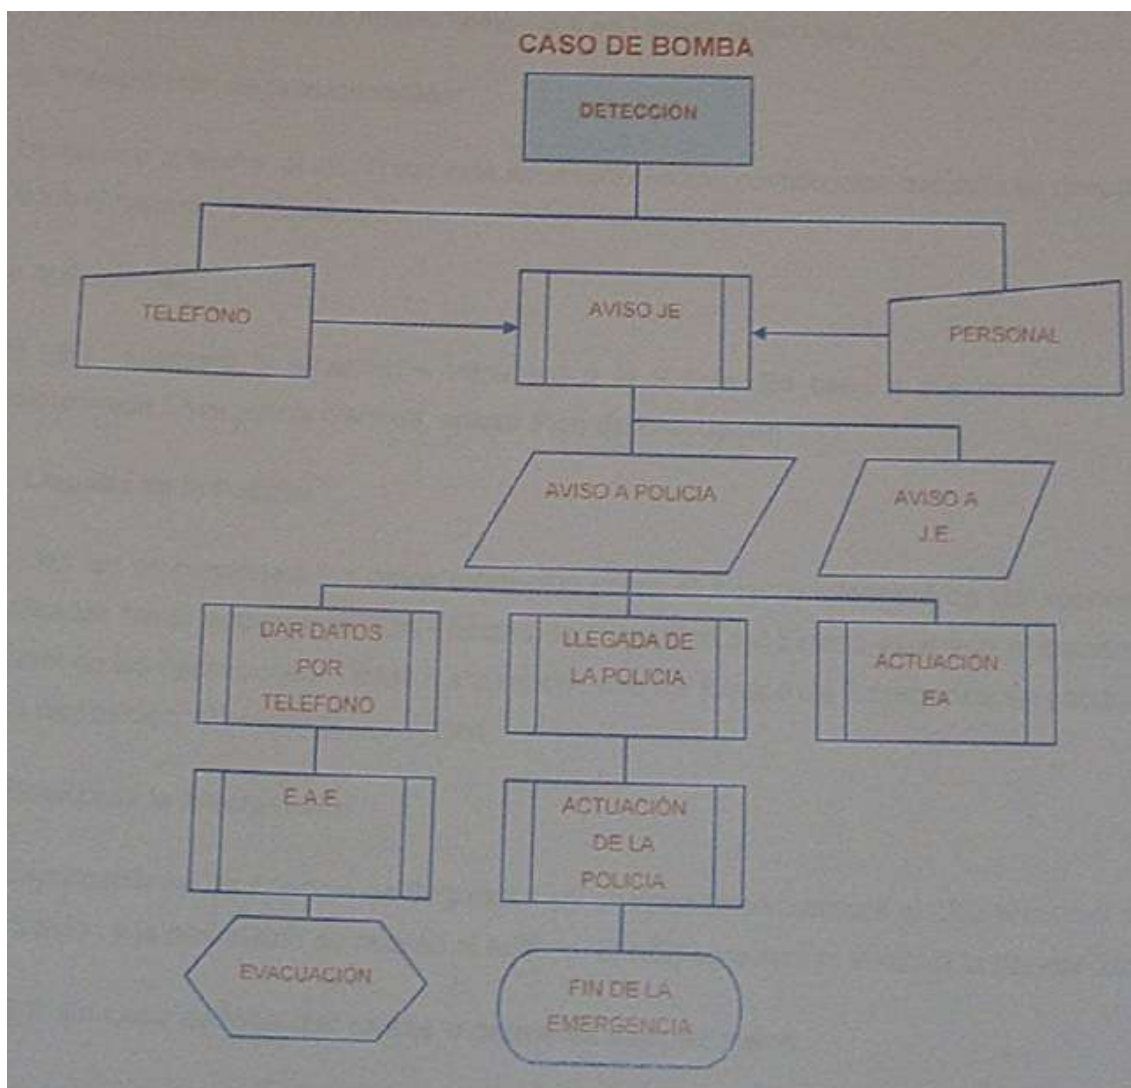 CASO DE BOMBA
DETECCIÓN
TELEFONO
AVISO JE
PERSONAL
AVISO A POLICIA
AVISO A
J.E.
DAR DATOS
POR
TELEFONO
LLEGADA DE
LA POLICIA
ACTUACIÓN
EA
E.A.E.
ACTUACIÓN
DE LA
POLICIA
EVACUACIÓN
FIN DE LA
EMERGENCIA